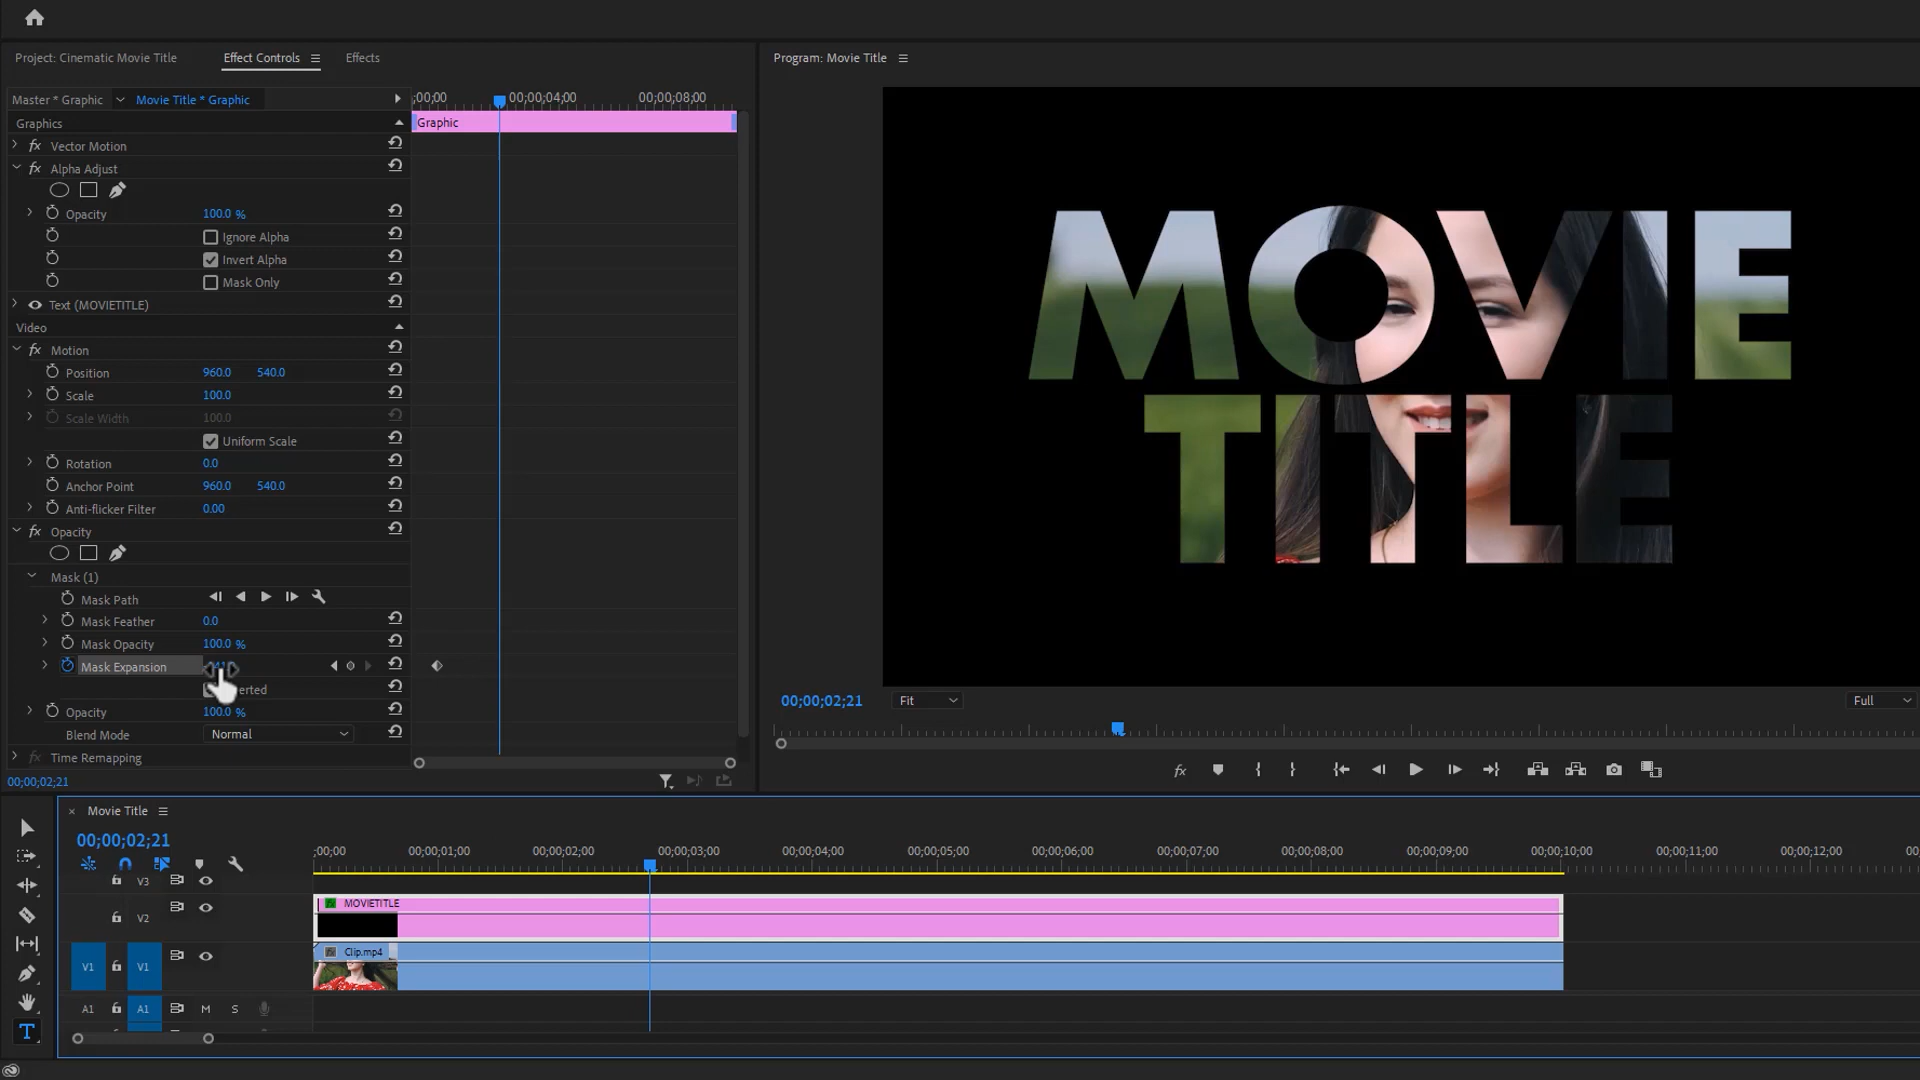 Project: Cinematic Movie Title
Effect Controls
Effects
Program: Movie Title
Master * Graphic
Movie Title * Graphic
;00;00
00;00;04;00
00;00;08;00
Graphics
Graphic
Vector Motion
Alpha Adjust
Opacity
100.0 %
Ignore Alpha
Invert Alpha
Mask Only
Text (MOVIETITLE)
Video
Motion
Position
960.0
540.0
Scale
100.0
Scale Width
100.0
Uniform Scale
Rotation
0.0
Anchor Point
960.0
540.0
Anti-flicker Filter
0.00
Opacity
Mask (1)
Mask Path
Mask Feather
0.0
Mask Opacity
100.0 %
Mask Expansion
Opacity
100.0 %
Blend Mode
Normal
Time Remapping
00;00;02;21
MOVIE
TITLE
00;00;02;21
Fit
Full
Movie Title
00;00;02;21
;00;00
00;00;01;00
00;00;02;00
00;00;03;00
00;00;04;00
00;00;05;00
00;00;06;00
00;00;07;00
00;00;08;00
00;00;09;00
00;00;10;00
00;00;11;00
00;00;12;00
V3
V2
MOVIETITLE
V1
V1
Clip.mp4
A1
A1
M
S